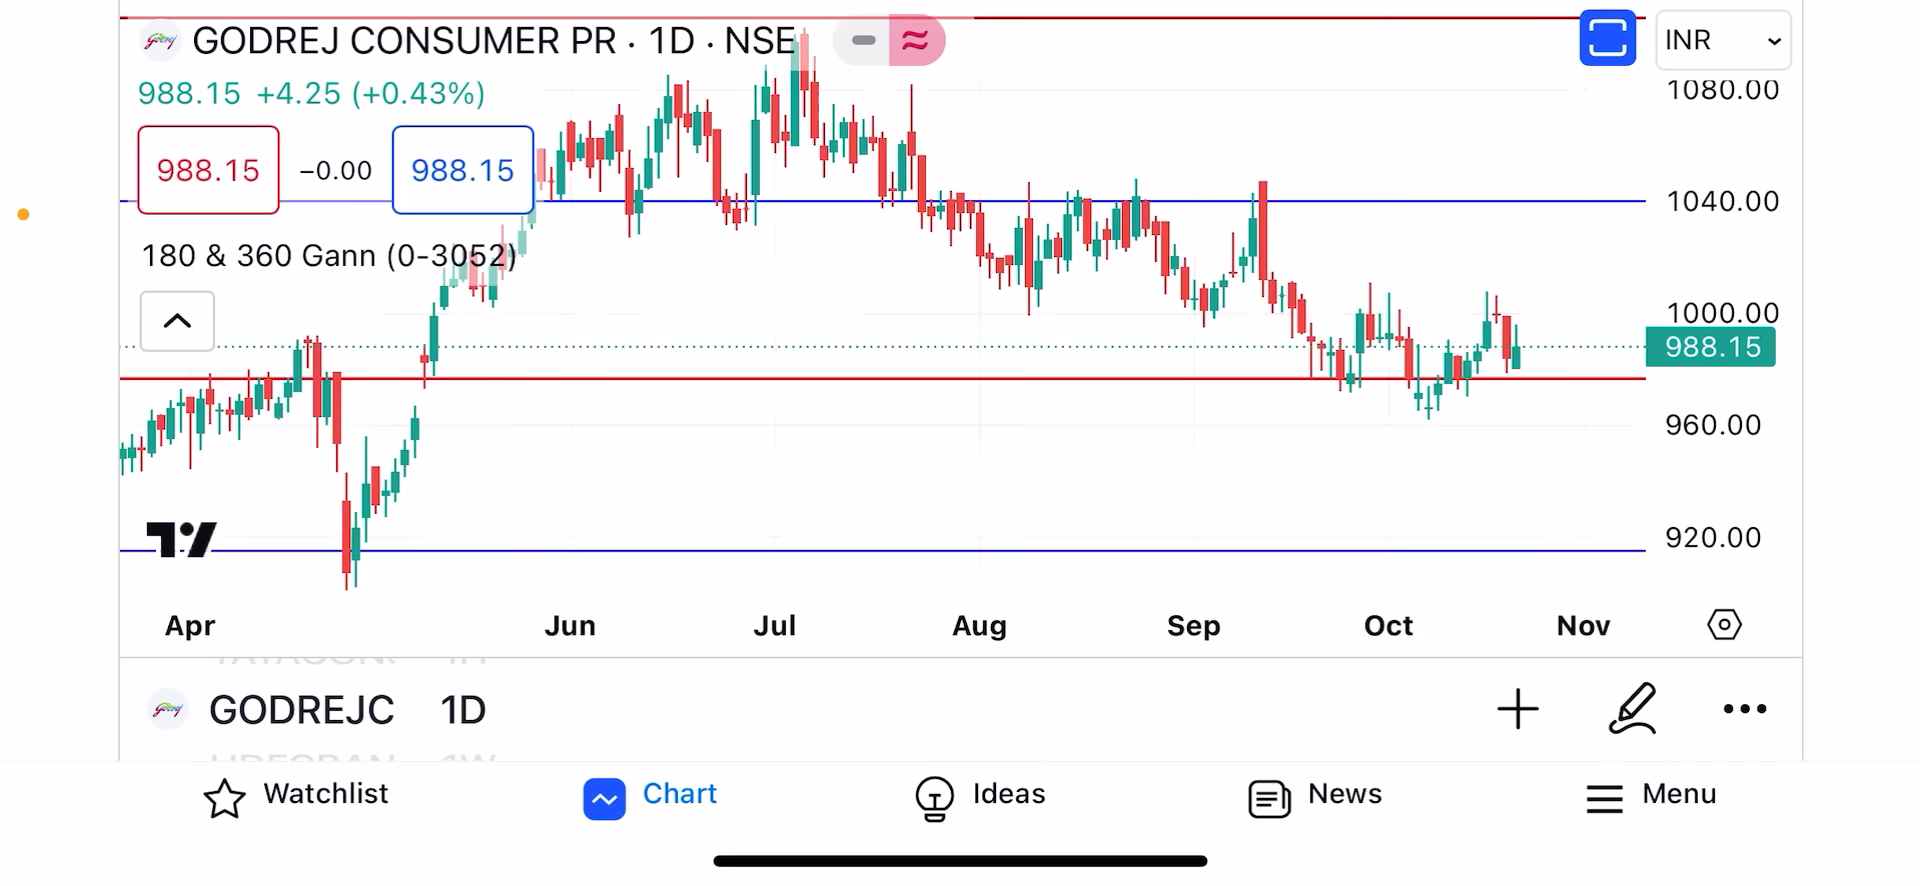 GODREJ CONSUMER PR · 1D · NSE
INR
988.15 +4.25 (+0.43%)
988.15 −0.00 988.15
180 & 360 Gann (0-3052)
1080.00
1040.00
1000.00
988.15
960.00
920.00
Apr Jun Jul Aug Sep Oct Nov
GODREJC 1D
Watchlist Chart Ideas News Menu